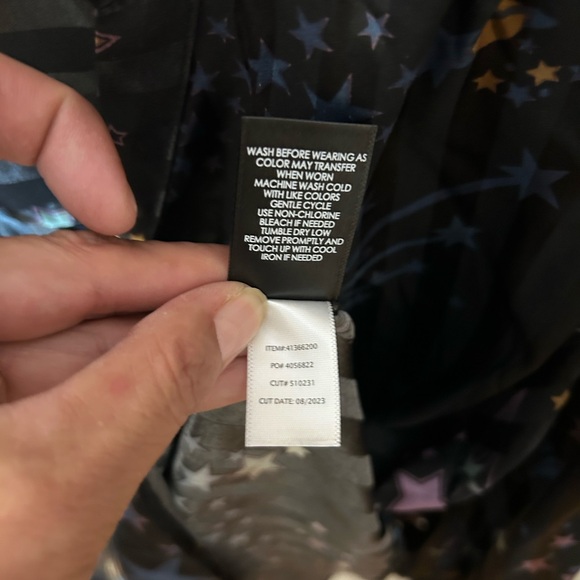 WASH BEFORE WEARING AS
COLOR MAY TRANSFER
WHEN WORN
MACHINE WASH COLD
WITH LIKE COLORS
GENTLE CYCLE
USE NON-CHLORINE
BLEACH IF NEEDED
TUMBLE DRY LOW
REMOVE PROMPTLY AND
TOUCH UP WITH COOL
IRON IF NEEDED
ITEM#:41366200
PO# 4056822
CUT# 510231
CUT DATE: 08/2023